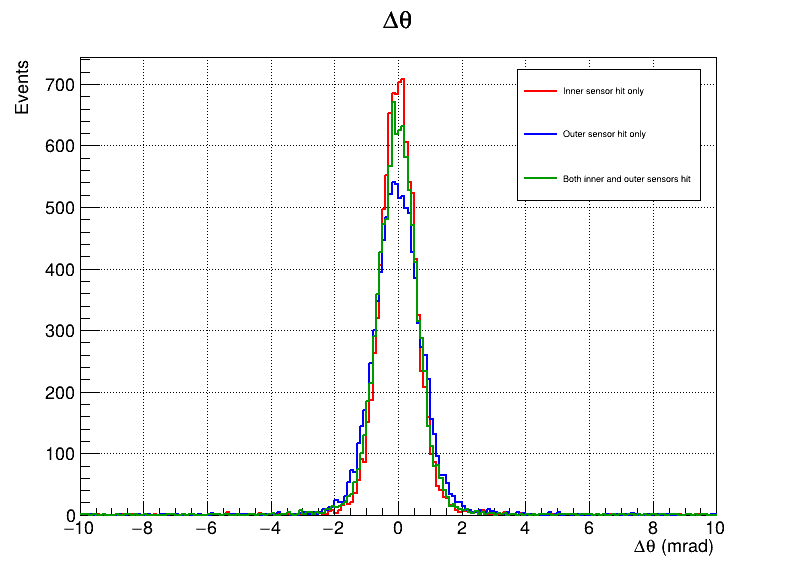 Δθ
Events
700
600
500
400
300
200
100
0
Inner sensor hit only
Outer sensor hit only
Both inner and outer sensors hit
−10 −8 −6 −4 −2 0 2 4 6 8 10
Δθ (mrad)